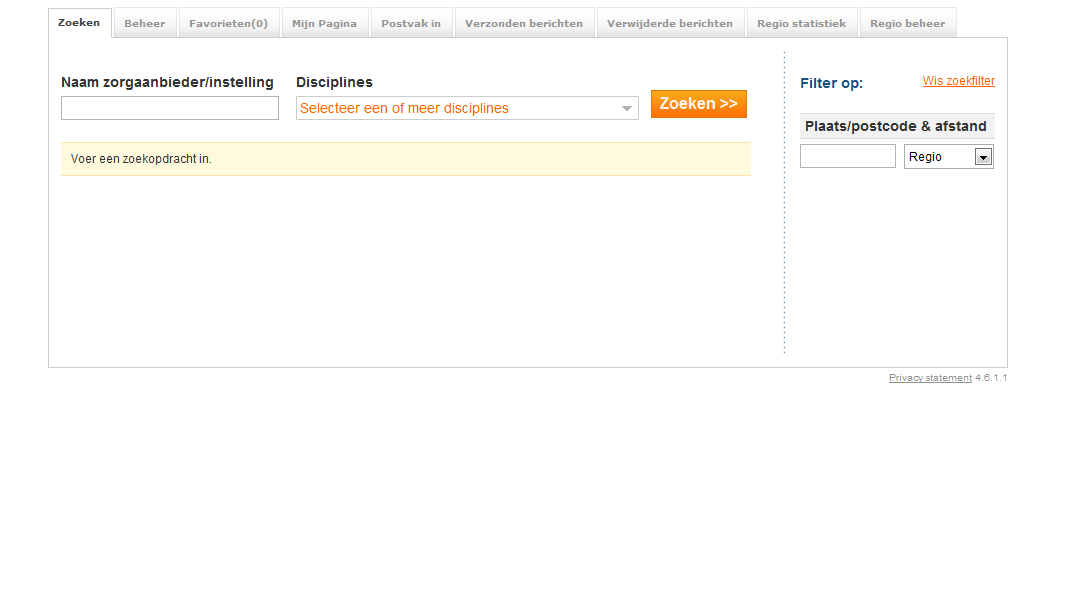 Zoeken Beheer Favorieten(0) Mijn Pagina Postvak in Verzonden berichten Verwijderde berichten Regio statistiek Regio beheer
Naam zorgaanbieder/instelling Disciplines
Selecteer een of meer disciplines
Zoeken >>
Voer een zoekopdracht in.
Filter op: Wis zoekfilter
Plaats/postcode & afstand
Regio
Privacy statement 4.6.1.1